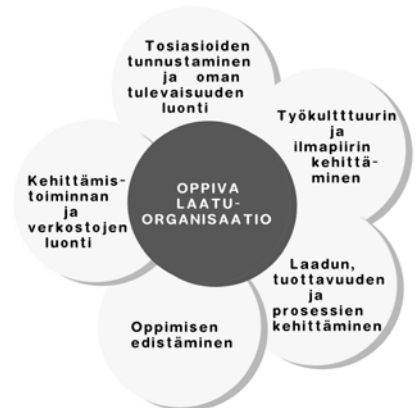 Tosiasioiden
tunnustaminen
ja oman
tulevaisuuden
luonti
Työkultttuurin
ja
ilmapiirin
kehittä-
minen
Laadun,
tuottavuuden
ja
prosessien
kehittäminen
Oppimisen
edistäminen
Kehittämis-
toiminnan
ja
verkostojen
luonti
OPPIVA
LAATU-
ORGANISAATIO